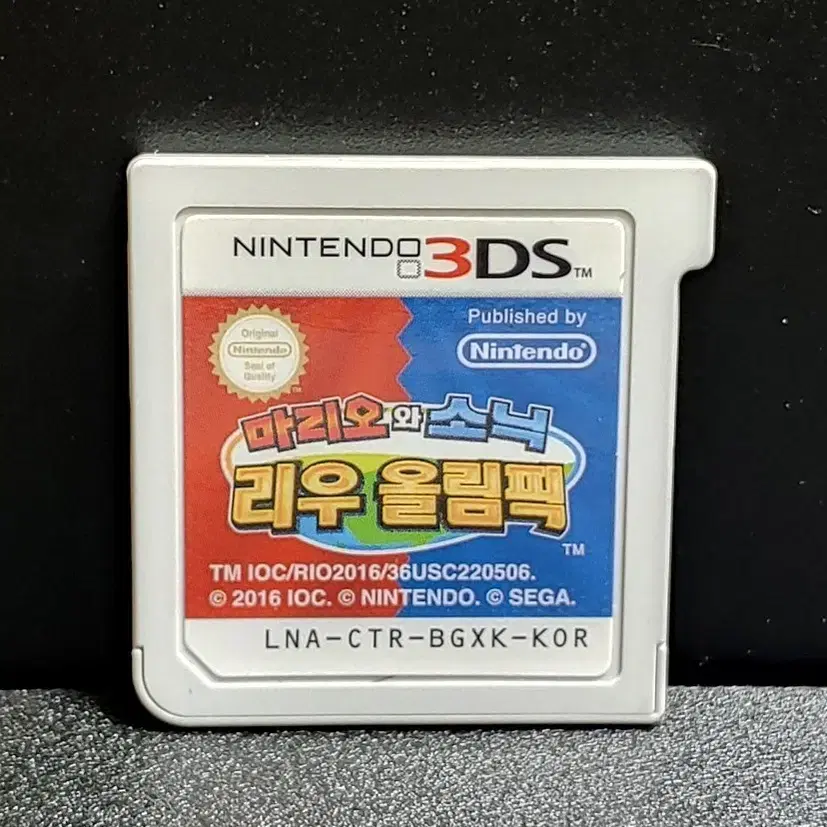 NINTENDO 3DS™
Published by
Nintendo®
Original
Nintendo
Seal of
Quality
™
마리오와 소닉
리우 올림픽
™
TM IOC/RIO2016/36USC220506.
© 2016 IOC. © NINTENDO. © SEGA.
LNA-CTR-BGXK-KOR